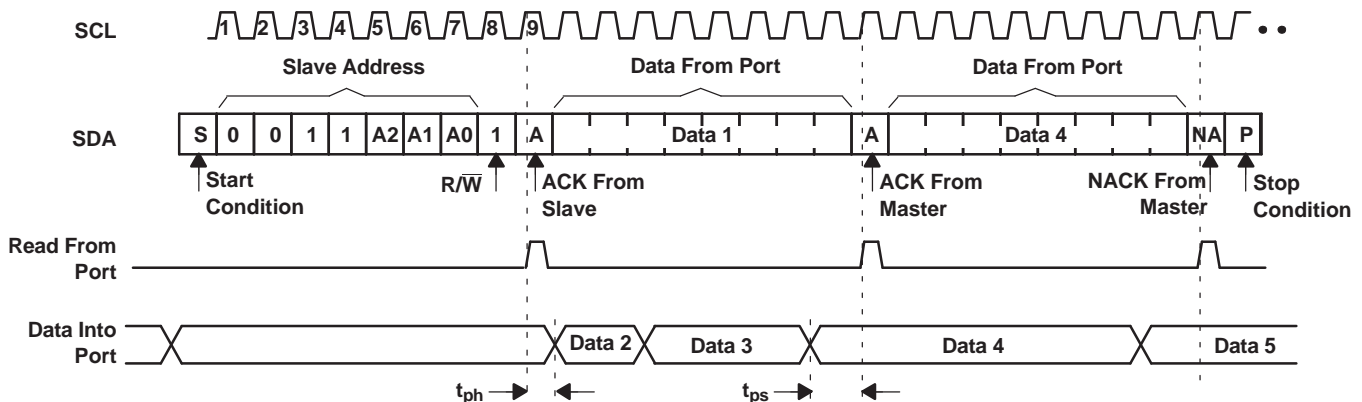 SCL 1 2 3 4 5 6 7 8 9
Slave Address Data From Port Data From Port
SDA S 0 0 1 1 A2 A1 A0 1 A Data 1 A Data 4 NA P
Start
Condition
R/W̅
ACK From
Slave
ACK From
Master
NACK From
Master
Stop
Condition
Read From
Port
Data Into
Port
Data 2 Data 3 Data 4 Data 5
tph tps